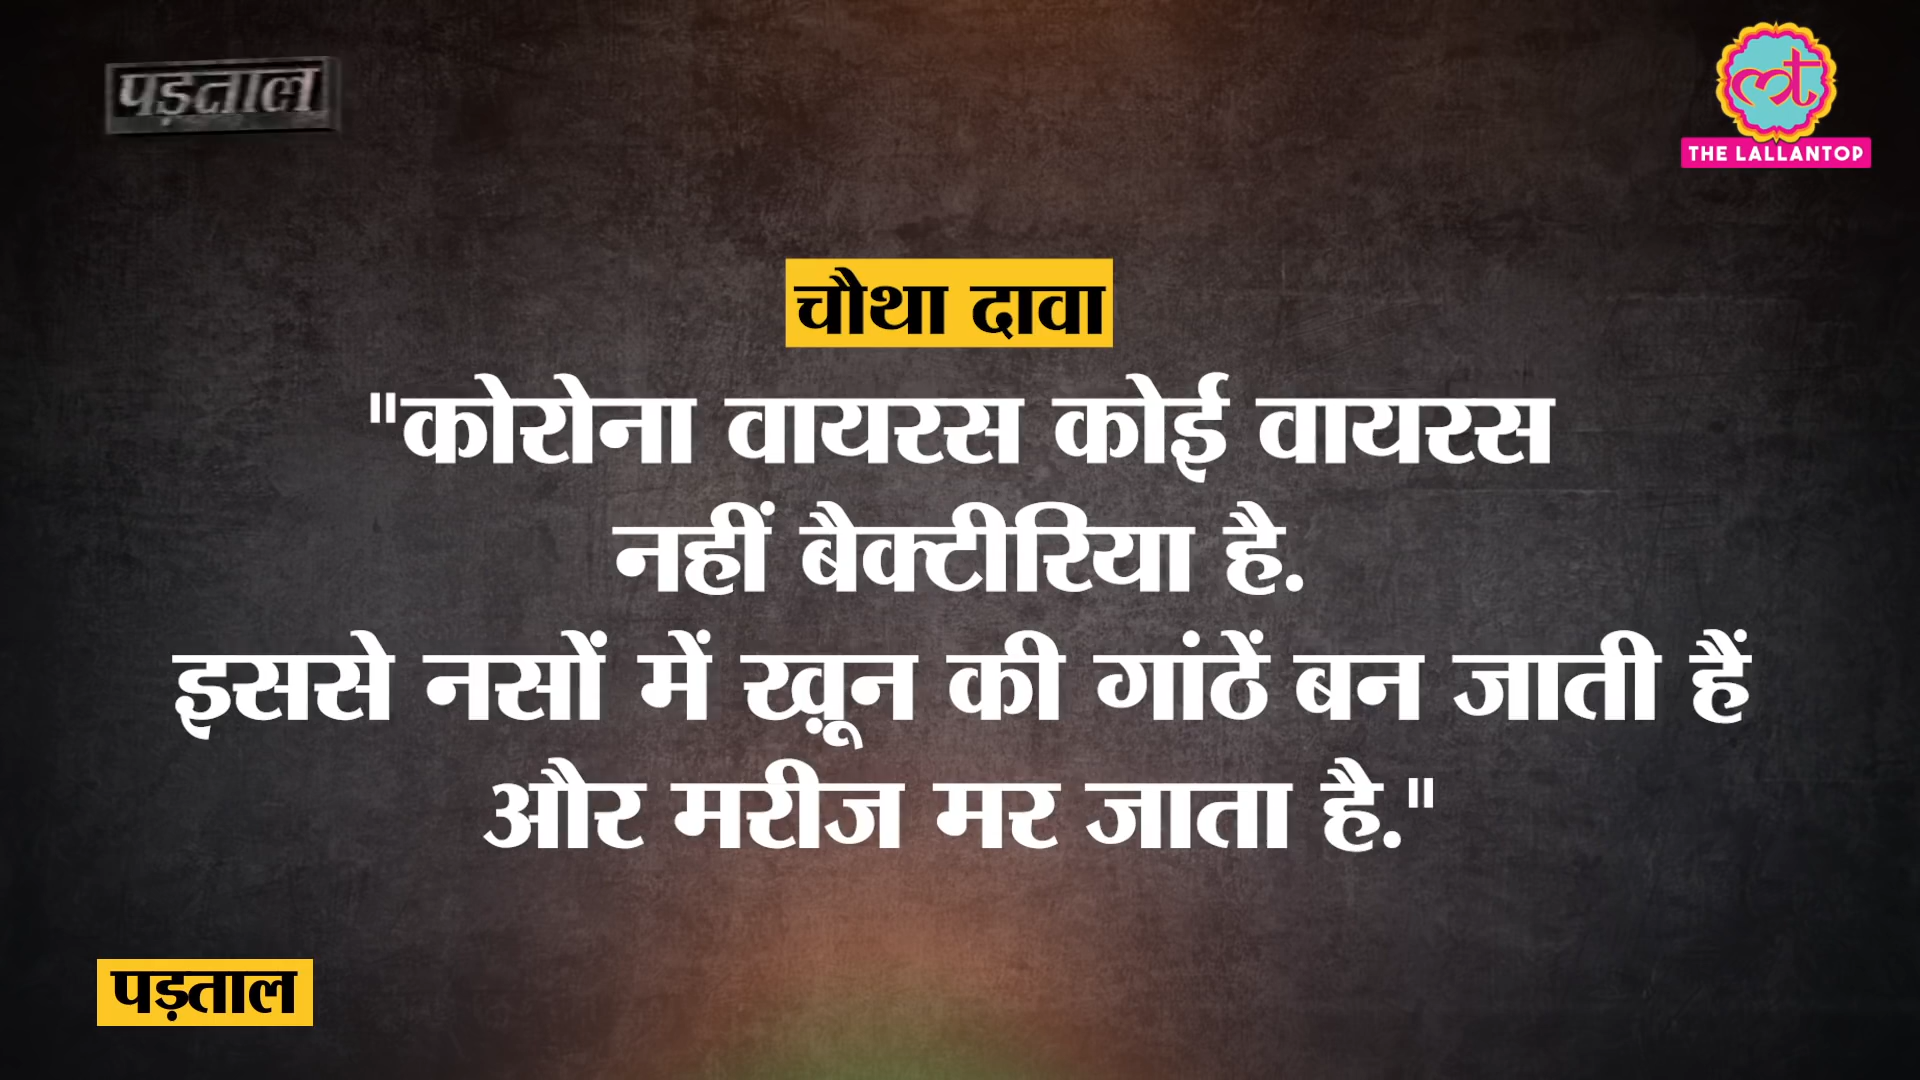 पड़ताल
THE LALLANTOP
चौथा दावा
"कोरोना वायरस कोई वायरस
नहीं बैक्टीरिया है.
इससे नसों में ख़ून की गांठें बन जाती हैं
और मरीज मर जाता है."
पड़ताल